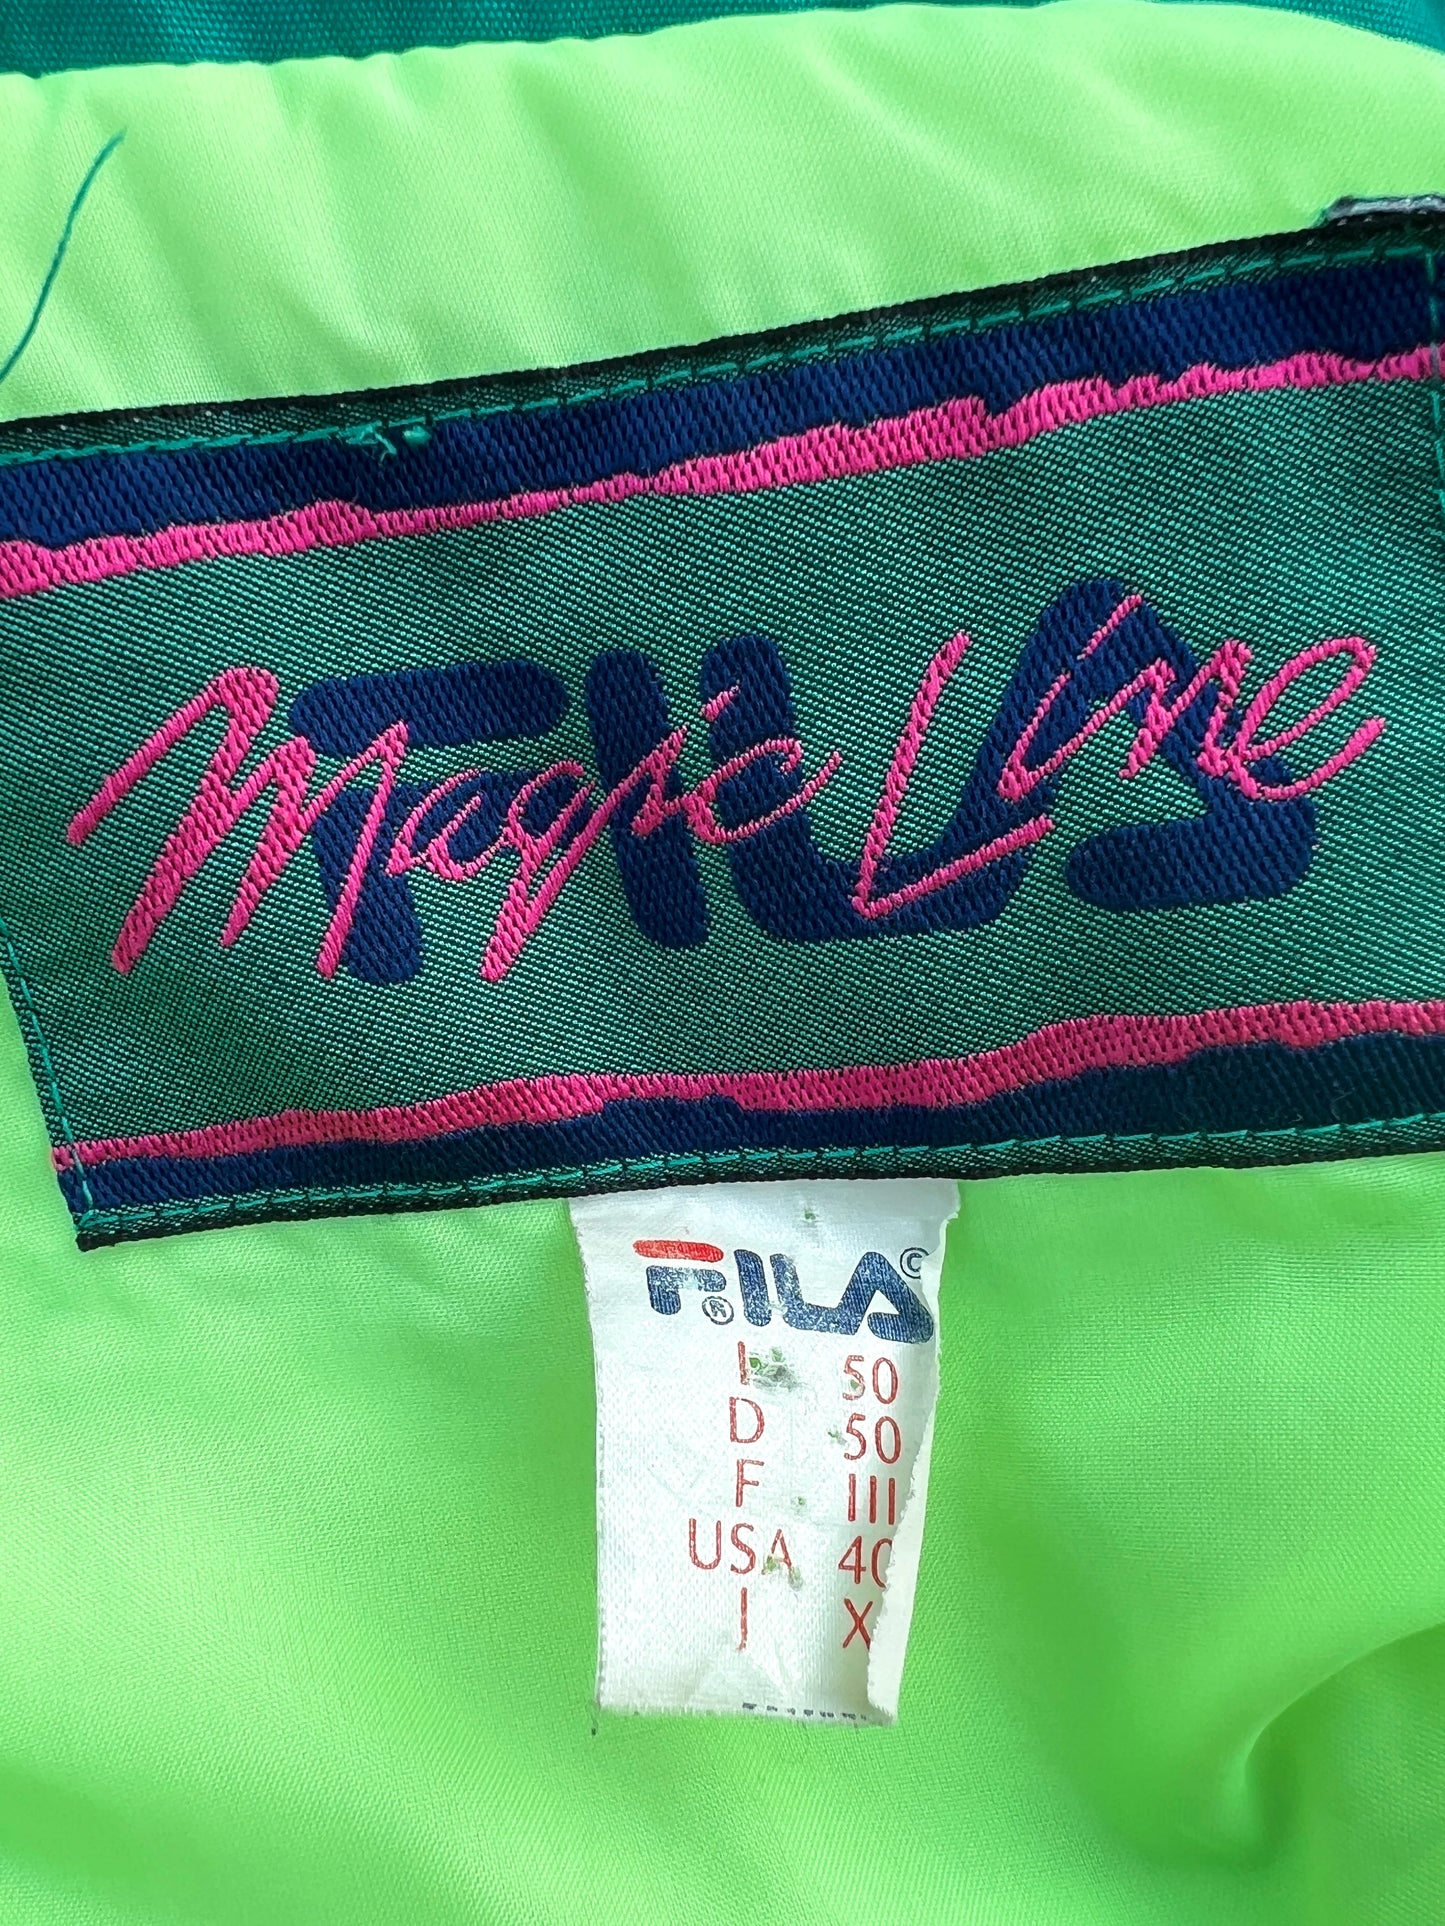 FILA
Magic Line
FILA©
®
I 50
D 50
F III
USA 40
J X